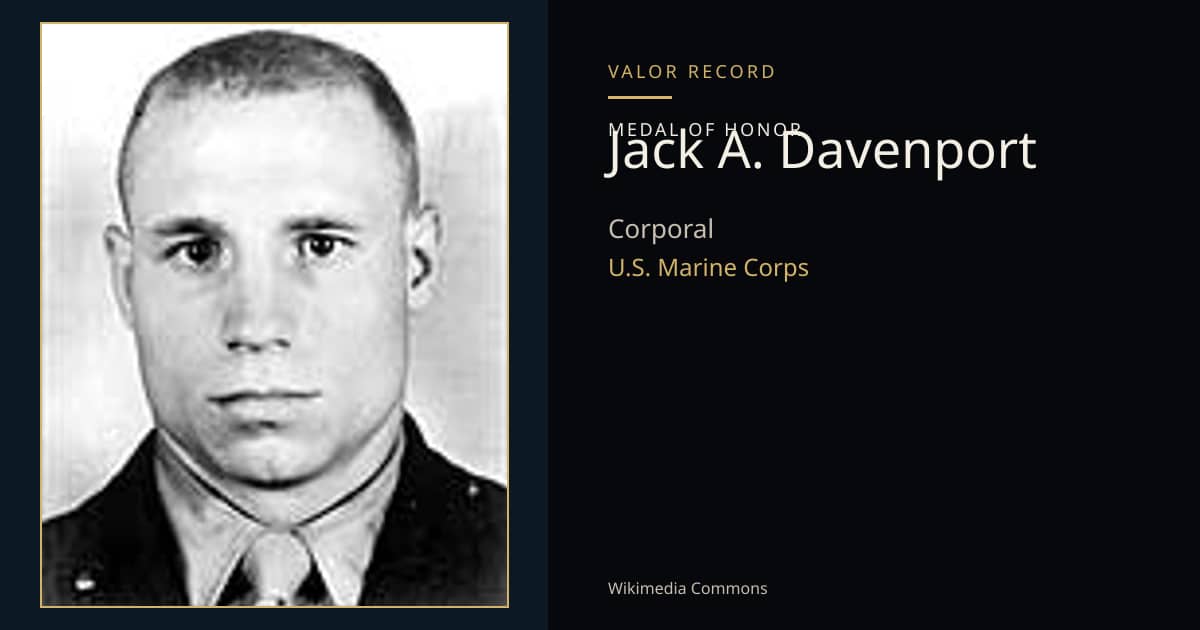 VALOR RECORD
MEDAL OF HONOR
Jack A. Davenport
Corporal
U.S. Marine Corps
Wikimedia Commons